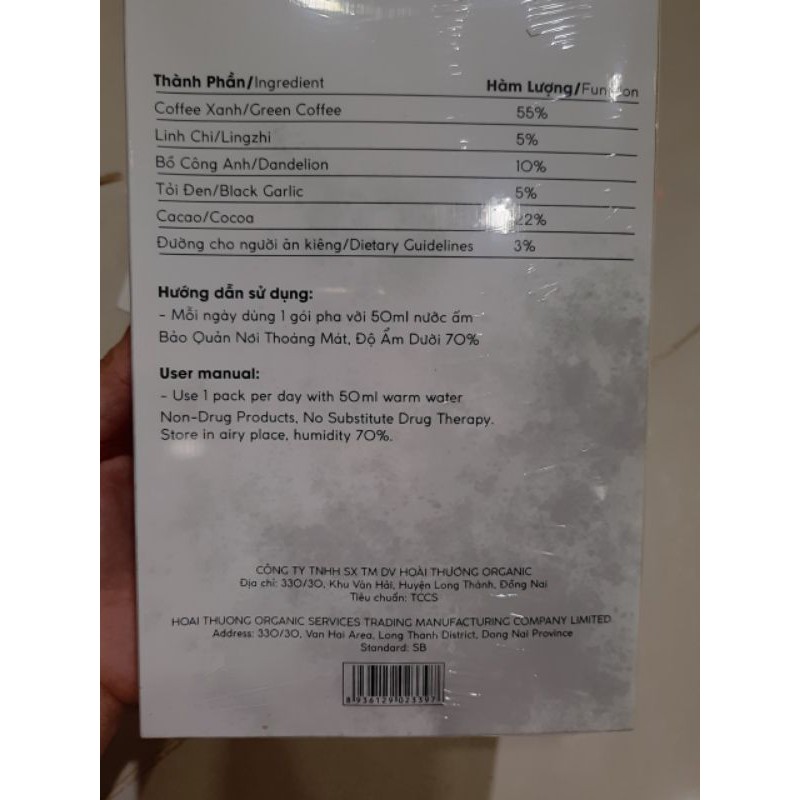 Thành Phần/Ingredient Hàm Lượng/Function
Coffee Xanh/Green Coffee 55%
Linh Chi/Lingzhi 5%
Bồ Công Anh/Dandelion 10%
Tỏi Đen/Black Garlic 5%
Cacao/Cocoa 22%
Đường cho người ăn kiêng/Dietary Guidelines 3%
Hướng dẫn sử dụng:
- Mỗi ngày dùng 1 gói pha với 50ml nước ấm
Bảo Quản Nơi Thoáng Mát, Độ Ẩm Dưới 70%
User manual:
- Use 1 pack per day with 50ml warm water
Non-Drug Products, No Substitute Drug Therapy.
Store in airy place, humidity 70%.
CÔNG TY TNHH SX TM DV HOÀI THƯƠNG ORGANIC
Địa chỉ: 330/30, Khu Văn Hải, Huyện Long Thành, Đồng Nai
Tiêu chuẩn: TCCS
HOAI THUONG ORGANIC SERVICES TRADING MANUFACTURING COMPANY LIMITED
Address: 330/30, Van Hai Area, Long Thanh District, Dong Nai Province
Standard: SB
8 936129 023397